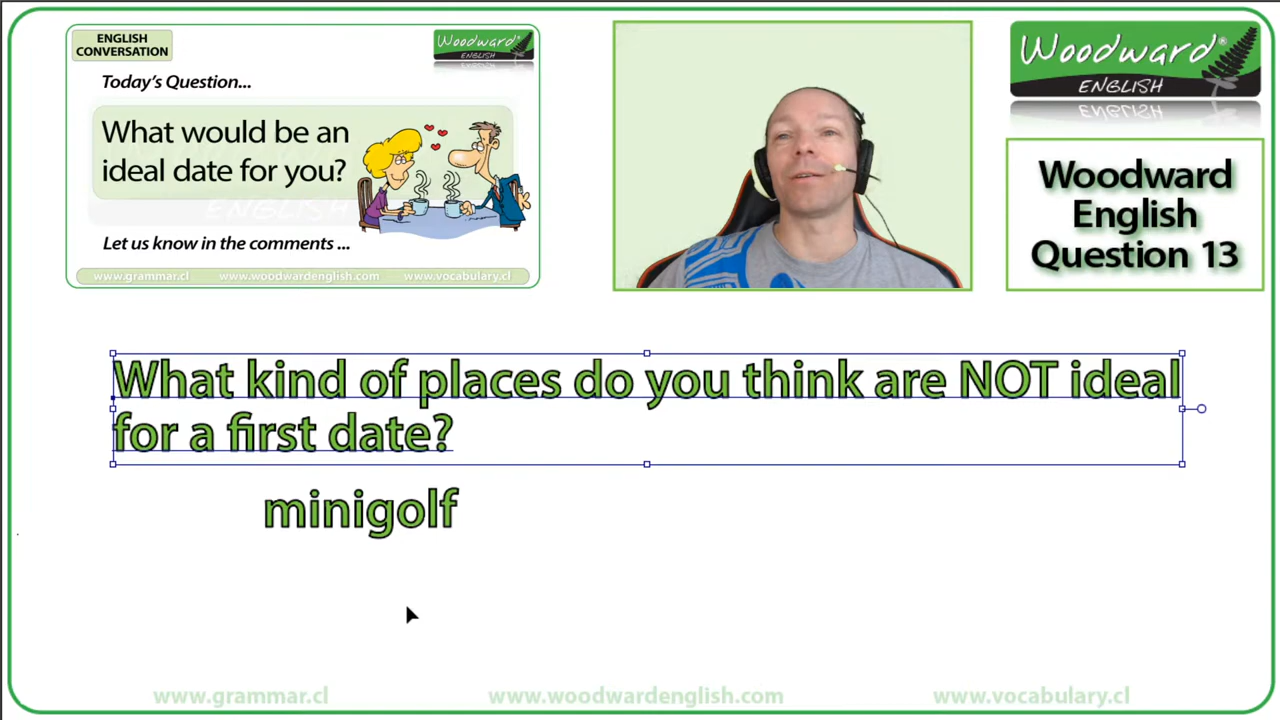 ENGLISH
CONVERSATION
Woodward
ENGLISH
Today's Question...
What would be an
ideal date for you?
Let us know in the comments ...
www.grammar.cl www.woodwardenglish.com www.vocabulary.cl
Woodward®
ENGLISH
Woodward
English
Question 13
What kind of places do you think are NOT ideal
for a first date?
minigolf
www.grammar.cl www.woodwardenglish.com www.vocabulary.cl